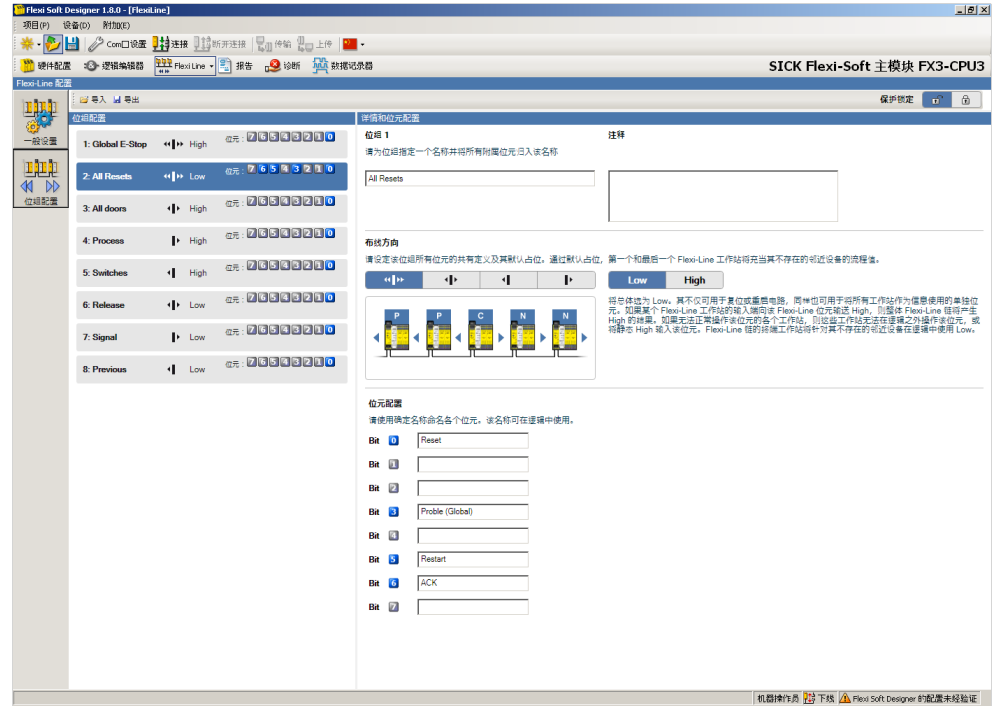 Flexi Soft Designer 1.8.0 - [FlexiLine]
项目(P) 设备(D) 附加(E)
Com口设置 连接 断开连接 传输 上传
硬件配置 逻辑编辑器 FlexiLine 报告 诊断 数据记录器 SICK Flexi-Soft 主模块 FX3-CPU3
Flexi-Line 配置
导入 导出 保护锁定
一般设置
位组配置
位组配置
1: Global E-Stop High 位元: 7 6 5 4 3 2 1 0
2: All Resets Low 位元: 7 6 5 4 3 2 1 0
3: All doors High 位元: 7 6 5 4 3 2 1 0
4: Process High 位元: 7 6 5 4 3 2 1 0
5: Switches High 位元: 7 6 5 4 3 2 1 0
6: Release Low 位元: 7 6 5 4 3 2 1 0
7: Signal Low 位元: 7 6 5 4 3 2 1 0
8: Previous Low 位元: 7 6 5 4 3 2 1 0
详情和位元配置
位组 1 注释
请为位组指定一个名称并将所有附属位元归入该名称
All Resets
布线方向
请设定该位组所有位元的共有定义及其默认占位。通过默认占位，第一个和最后一个 Flexi-Line 工作站将充当其不存在的邻近设备的流程值。
Low High
P P C N N
将总体选为 Low。其不仅可用于复位或重启电路，同样也可用于将所有工作站作为信息使用的单独位
元。如果某个 Flexi-Line 工作站的输入端向该 Flexi-Line 位元输送 High，则整体 Flexi-Line 链将产生
High 的结果。如果无法正常操作该位元的各个工作站，则这些工作站无法在逻辑之外操作该位元，或
将静态 High 输入该位元。Flexi-Line 链的终端工作站将针对其不存在的邻近设备在逻辑中使用 Low。
位元配置
请使用确定名称命名各个位元。该名称可在逻辑中使用。
Bit 0 Reset
Bit 1
Bit 2
Bit 3 Proble (Global)
Bit 4
Bit 5 Restart
Bit 6 ACK
Bit 7
机器操作员 下线 Flexi Soft Designer 的配置未经验证